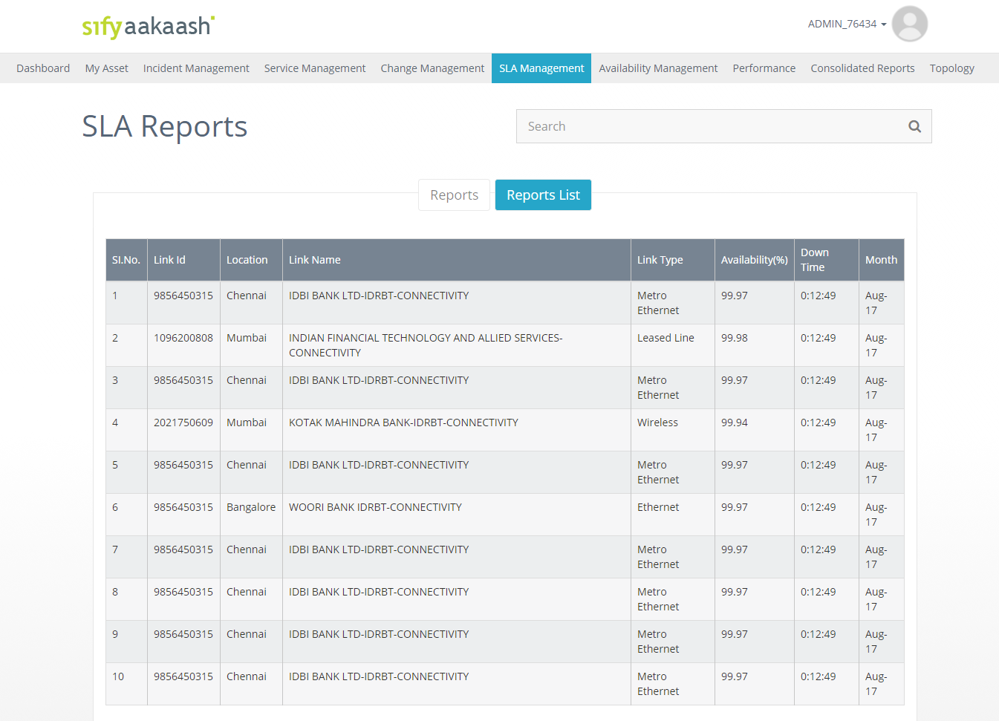 sify aakaash
ADMIN_76434
Dashboard My Asset Incident Management Service Management Change Management SLA Management Availability Management Performance Consolidated Reports Topology
SLA Reports
Search
Reports Reports List
Sl.No. Link Id Location Link Name Link Type Availability(%) Down Time Month
1 9856450315 Chennai IDBI BANK LTD-IDRBT-CONNECTIVITY Metro Ethernet 99.97 0:12:49 Aug-17
2 1096200808 Mumbai INDIAN FINANCIAL TECHNOLOGY AND ALLIED SERVICES-CONNECTIVITY Leased Line 99.98 0:12:49 Aug-17
3 9856450315 Chennai IDBI BANK LTD-IDRBT-CONNECTIVITY Metro Ethernet 99.97 0:12:49 Aug-17
4 2021750609 Mumbai KOTAK MAHINDRA BANK-IDRBT-CONNECTIVITY Wireless 99.94 0:12:49 Aug-17
5 9856450315 Chennai IDBI BANK LTD-IDRBT-CONNECTIVITY Metro Ethernet 99.97 0:12:49 Aug-17
6 9856450315 Bangalore WOORI BANK IDRBT-CONNECTIVITY Ethernet 99.97 0:12:49 Aug-17
7 9856450315 Chennai IDBI BANK LTD-IDRBT-CONNECTIVITY Metro Ethernet 99.97 0:12:49 Aug-17
8 9856450315 Chennai IDBI BANK LTD-IDRBT-CONNECTIVITY Metro Ethernet 99.97 0:12:49 Aug-17
9 9856450315 Chennai IDBI BANK LTD-IDRBT-CONNECTIVITY Metro Ethernet 99.97 0:12:49 Aug-17
10 9856450315 Chennai IDBI BANK LTD-IDRBT-CONNECTIVITY Metro Ethernet 99.97 0:12:49 Aug-17